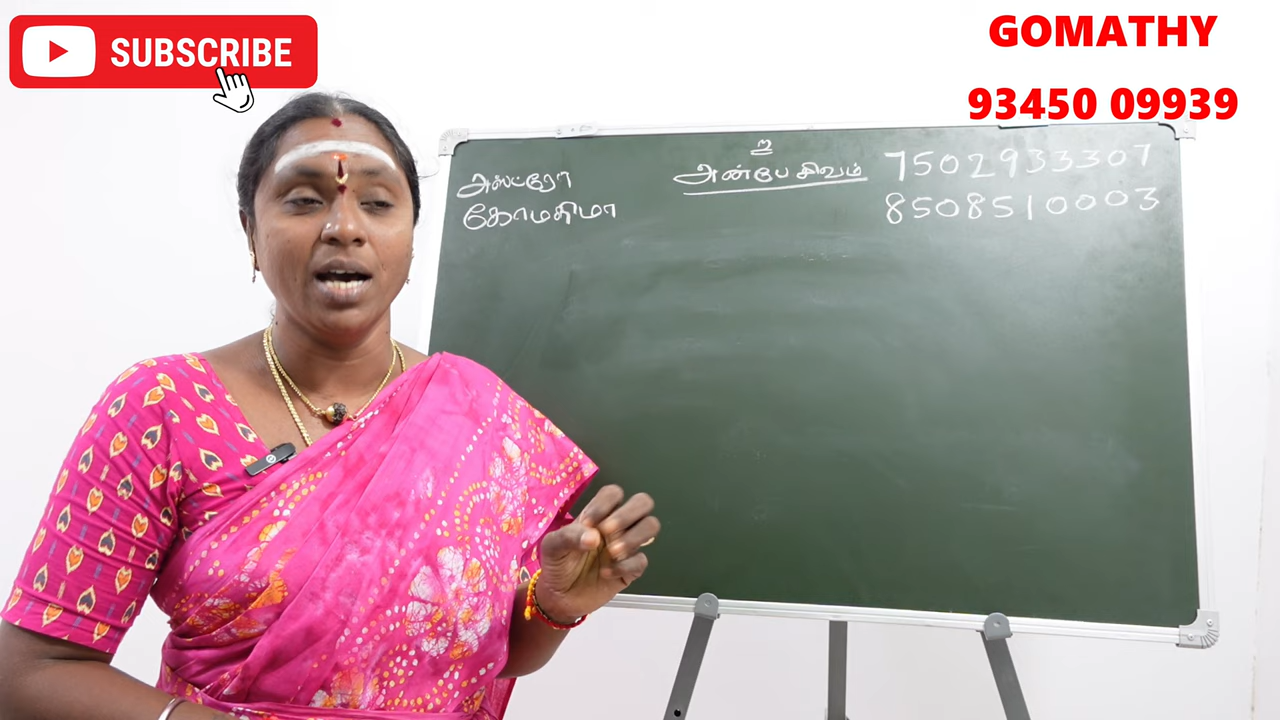 SUBSCRIBE
GOMATHY
93450 09939
உ
அன்பே சிவம்
அஸ்ட்ரோ
கோமதிமா
7502933307
8508510003